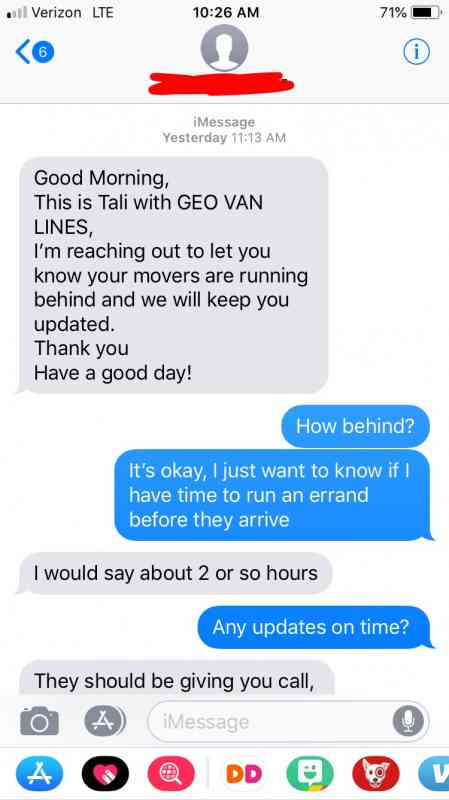 Verizon LTE 10:26 AM 71%
6
iMessage
Yesterday 11:13 AM
Good Morning,
This is Tali with GEO VAN
LINES,
I’m reaching out to let you
know your movers are running
behind and we will keep you
updated.
Thank you
Have a good day!
How behind?
It’s okay, I just want to know if I
have time to run an errand
before they arrive
I would say about 2 or so hours
Any updates on time?
They should be giving you call,
iMessage
DD